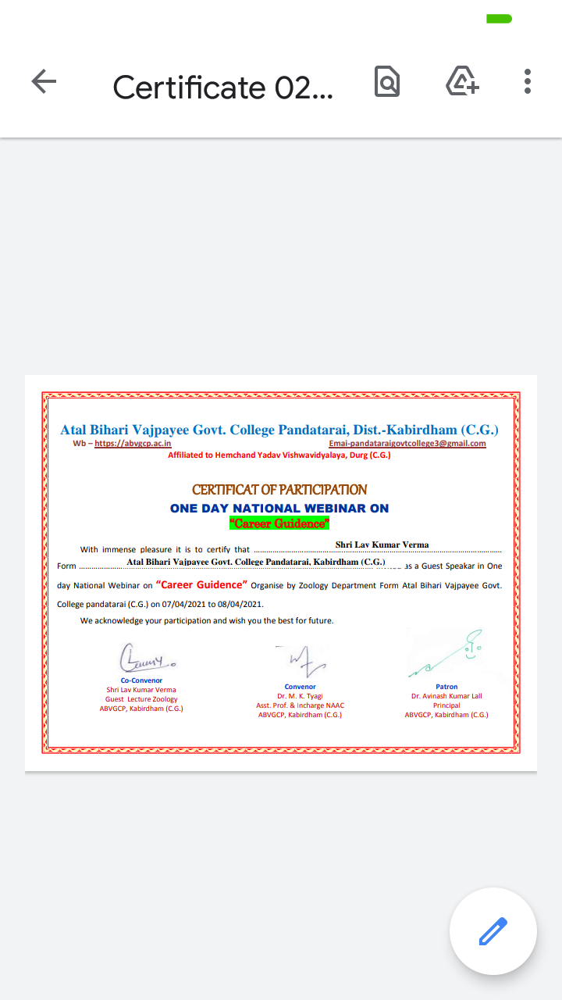 Certificate 02...
Atal Bihari Vajpayee Govt. College Pandatarai, Dist.-Kabirdham (C.G.)
Wb – https://abvgcp.ac.in Emai-pandataraigovtcollege3@gmail.com
Affiliated to Hemchand Yadav Vishwavidyalaya, Durg (C.G.)
CERTIFICAT OF PARTICIPATION
ONE DAY NATIONAL WEBINAR ON
"Career Guidence"
With immense pleasure it is to certify that Shri Lav Kumar Verma
Form Atal Bihari Vajpayee Govt. College Pandatarai, Kabirdham (C.G.) as a Guest Speakar in One
day National Webinar on "Career Guidence" Organise by Zoology Department Form Atal Bihari Vajpayee Govt.
College pandatarai (C.G.) on 07/04/2021 to 08/04/2021.
We acknowledge your participation and wish you the best for future.
Co-Convenor
Shri Lav Kumar Verma
Guest Lecture Zoology
ABVGCP, Kabirdham (C.G.)
Convenor
Dr. M. K. Tyagi
Asst. Prof. & Incharge NAAC
ABVGCP, Kabirdham (C.G.)
Patron
Dr. Avinash Kumar Lall
Principal
ABVGCP, Kabirdham (C.G.)